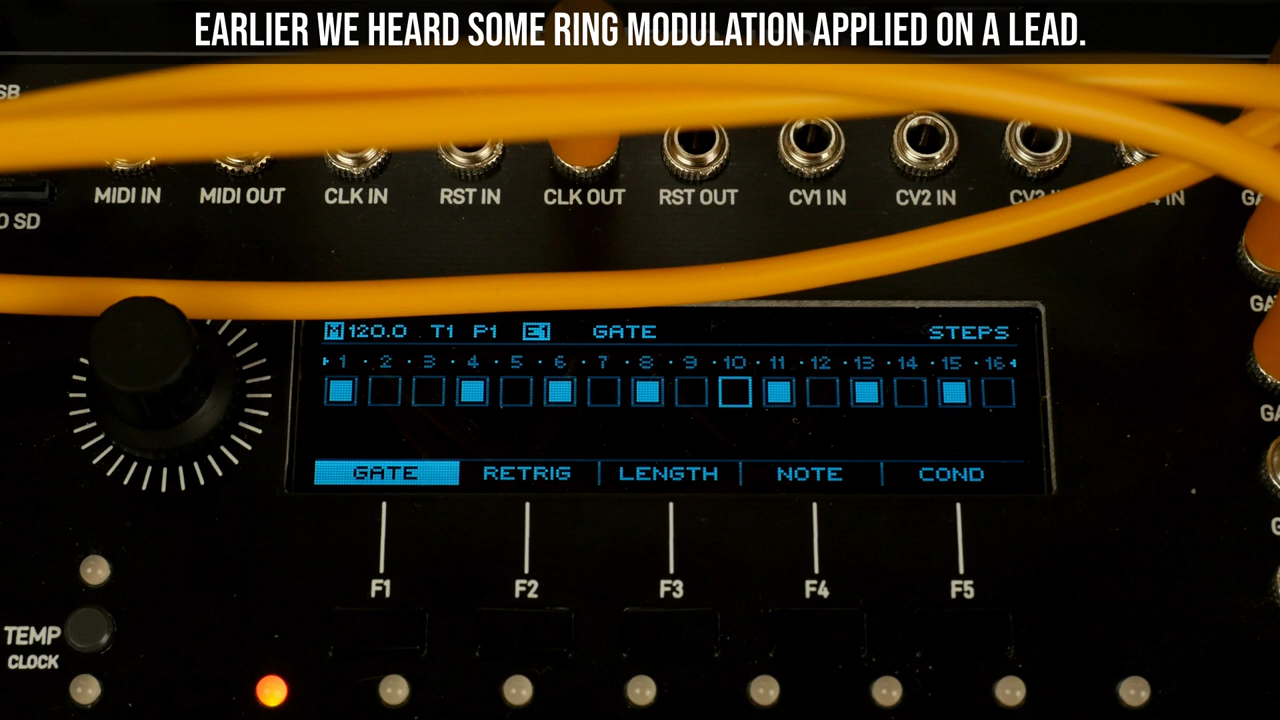 EARLIER WE HEARD SOME RING MODULATION APPLIED ON A LEAD.
SB
MIDI IN MIDI OUT CLK IN RST IN CLK OUT RST OUT CV1 IN CV2 IN
O SD
M 120.0 T1 P1 E1 GATE STEPS
1 2 3 4 5 6 7 8 9 10 11 12 13 14 15 16
GATE RETRIG LENGTH NOTE COND
F1 F2 F3 F4 F5
TEMP
CLOCK